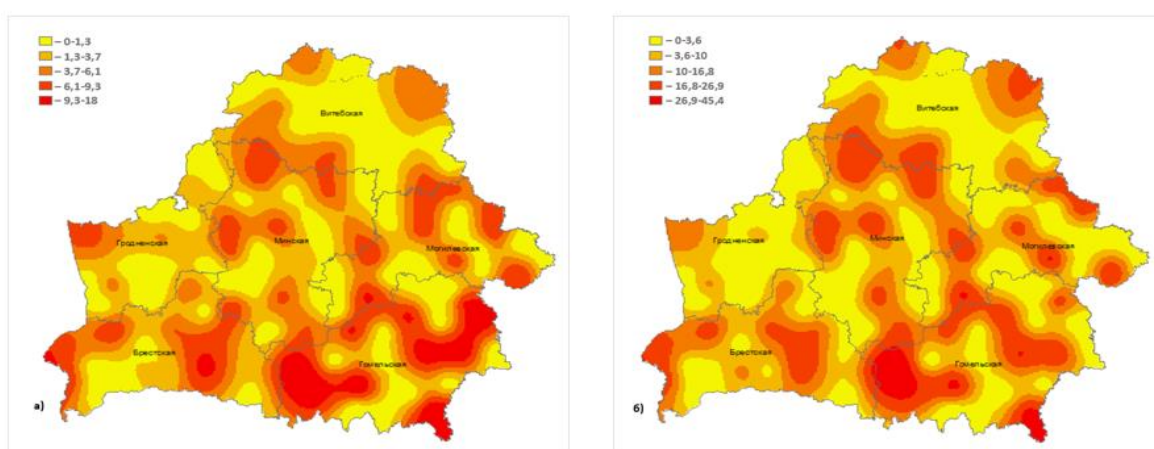 – 0-1,3
– 1,3-3,7
– 3,7-6,1
– 6,1-9,3
– 9,3-18
Витебская
Гродненская
Минская
Могилевская
Брестская
Гомельская
а)
– 0-3,6
– 3,6-10
– 10-16,8
– 16,8-26,9
– 26,9-45,4
Витебская
Гродненская
Минская
Могилевская
Брестская
Гомельская
б)